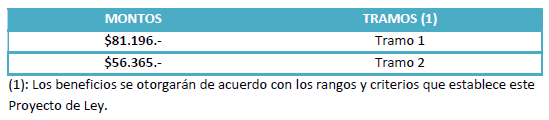 MONTOS TRAMOS (1)
$81.196.- Tramo 1
$56.365.- Tramo 2
(1): Los beneficios se otorgarán de acuerdo con los rangos y criterios que establece este
Proyecto de Ley.